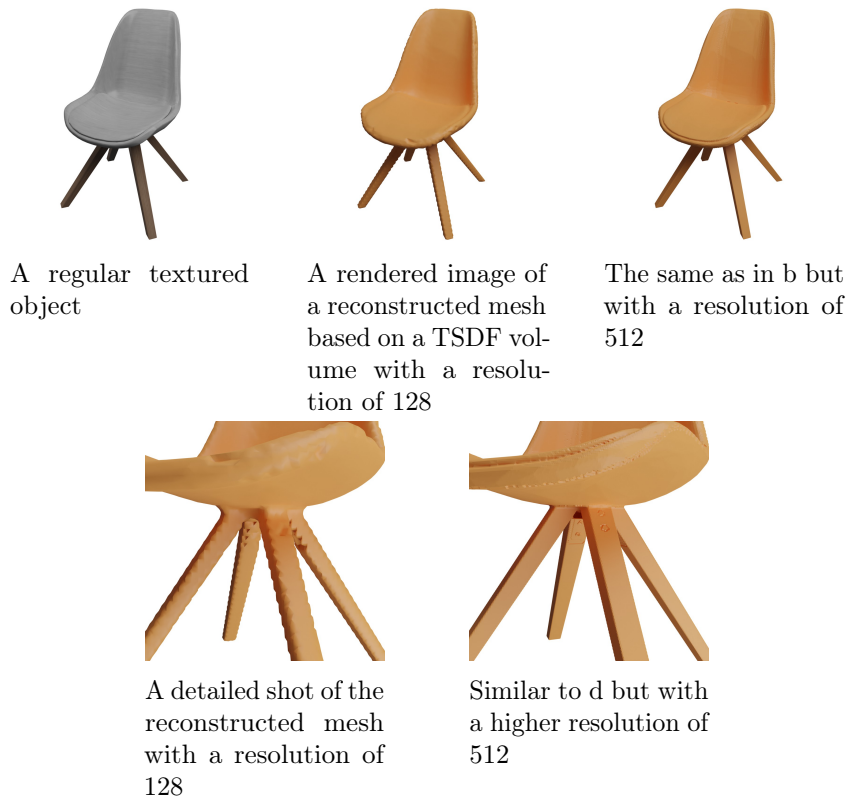 A regular textured
object
A rendered image of
a reconstructed mesh
based on a TSDF vol-
ume with a resolu-
tion of 128
The same as in b but
with a resolution of
512
A detailed shot of the
reconstructed mesh
with a resolution of
128
Similar to d but with
a higher resolution of
512